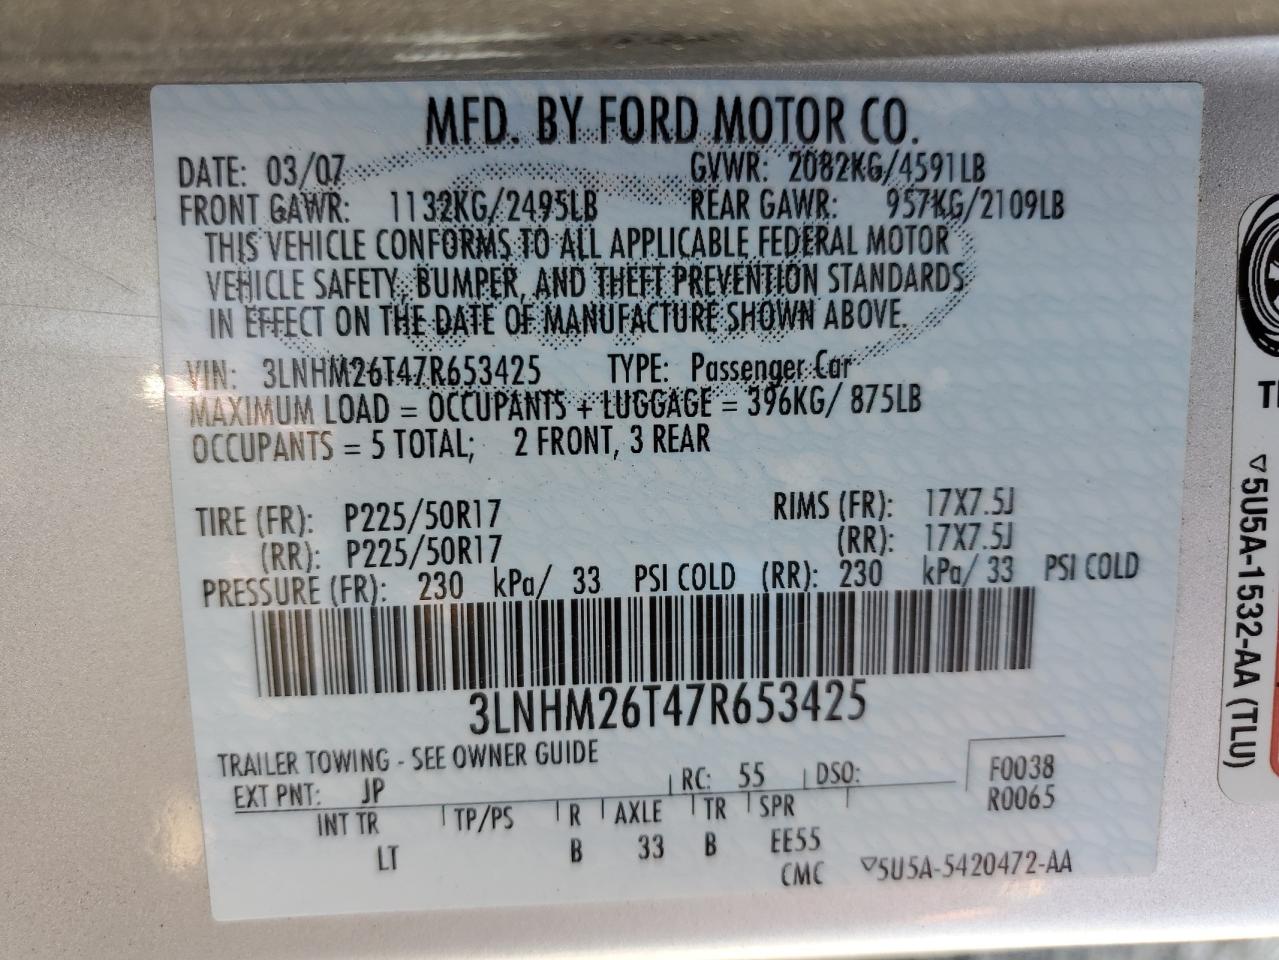 MFD. BY FORD MOTOR CO.
DATE: 03/07 GVWR: 2082KG/4591LB
FRONT GAWR: 1132KG/2495LB REAR GAWR: 957KG/2109LB
THIS VEHICLE CONFORMS TO ALL APPLICABLE FEDERAL MOTOR
VEHICLE SAFETY, BUMPER, AND THEFT PREVENTION STANDARDS
IN EFFECT ON THE DATE OF MANUFACTURE SHOWN ABOVE.
VIN: 3LNHM26T47R653425 TYPE: Passenger Car
MAXIMUM LOAD = OCCUPANTS + LUGGAGE = 396KG/ 875LB
OCCUPANTS = 5 TOTAL; 2 FRONT, 3 REAR
TIRE (FR): P225/50R17 RIMS (FR): 17X7.5J
(RR): P225/50R17 (RR): 17X7.5J
PRESSURE (FR): 230 kPa/ 33 PSI COLD (RR): 230 kPa/ 33 PSI COLD
3LNHM26T47R653425
TRAILER TOWING - SEE OWNER GUIDE
EXT PNT: JP RC: 55 DSO: F0038
R0065
INT TR TP/PS R AXLE TR SPR
LT B 33 B EE55
CMC ▽5U5A-5420472-AA
▽5U5A-1532-AA (TLU)